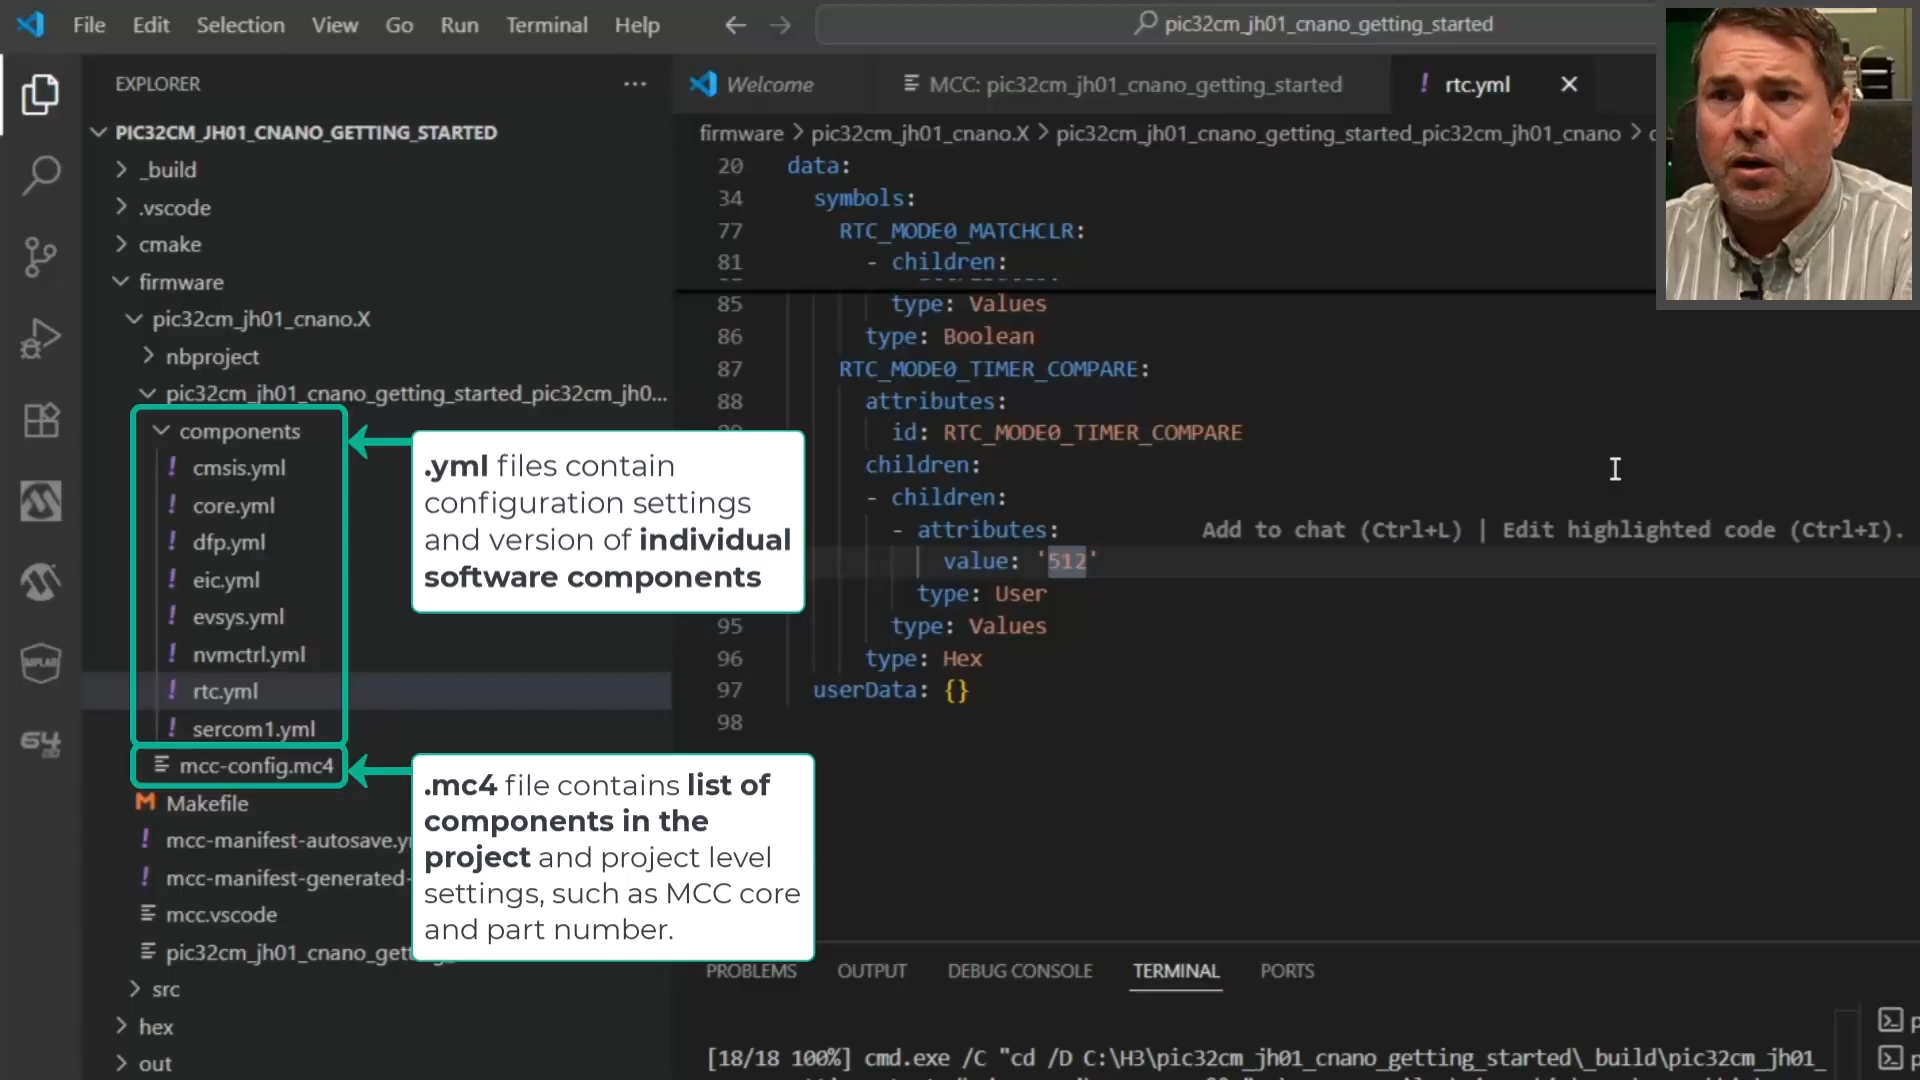 File Edit Selection View Go Run Terminal Help
pic32cm_jh01_cnano_getting_started
EXPLORER
PIC32CM_JH01_CNANO_GETTING_STARTED
_build
.vscode
cmake
firmware
pic32cm_jh01_cnano.X
nbproject
pic32cm_jh01_cnano_getting_started_pic32cm_jh0...
components
cmsis.yml
core.yml
dfp.yml
eic.yml
evsys.yml
nvmctrl.yml
rtc.yml
sercom1.yml
mcc-config.mc4
Makefile
mcc-manifest-autosave.y
mcc-manifest-generated-
mcc.vscode
pic32cm_jh01_cnano_get
src
hex
out
MPLAB
64
.yml files contain
configuration settings
and version of individual
software components
.mc4 file contains list of
components in the
project and project level
settings, such as MCC core
and part number.
Welcome MCC: pic32cm_jh01_cnano_getting_started ! rtc.yml
firmware > pic32cm_jh01_cnano.X > pic32cm_jh01_cnano_getting_started_pic32cm_jh01_cnano >
20 data:
34 symbols:
77 RTC_MODE0_MATCHCLR:
81 - children:
85 type: Values
86 type: Boolean
87 RTC_MODE0_TIMER_COMPARE:
88 attributes:
id: RTC_MODE0_TIMER_COMPARE
children:
- children:
- attributes: Add to chat (Ctrl+L) | Edit highlighted code (Ctrl+I).
value: '512'
type: User
95 type: Values
96 type: Hex
97 userData: {}
98
PROBLEMS OUTPUT DEBUG CONSOLE TERMINAL PORTS
[18/18 100%] cmd.exe /C "cd /D C:\H3\pic32cm_jh01_cnano_getting_started\_build\pic32cm_jh01_